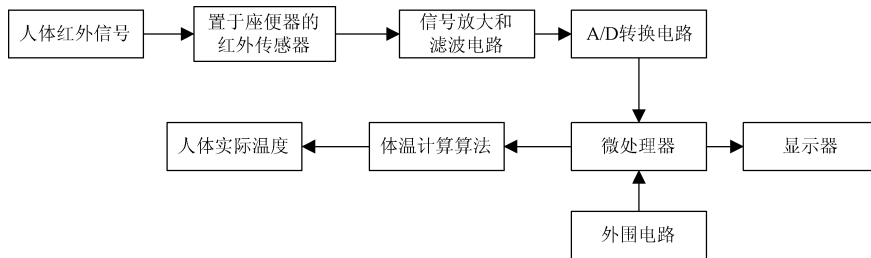 人体红外信号
置于座便器的
红外传感器
信号放大和
滤波电路
A/D转换电路
人体实际温度
体温计算算法
微处理器
显示器
外围电路